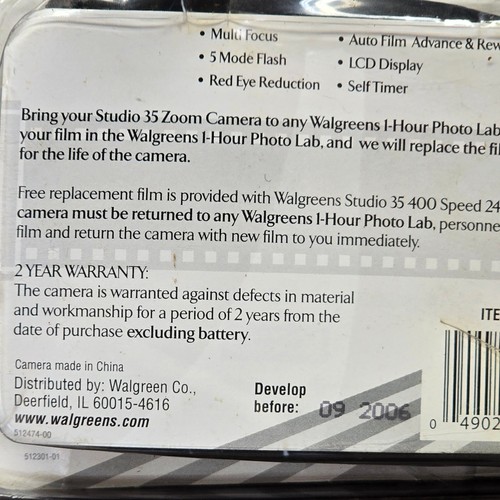 • Multi Focus • Auto Film Advance & Rew
• 5 Mode Flash • LCD Display
• Red Eye Reduction • Self Timer
Bring your Studio 35 Zoom Camera to any Walgreens 1-Hour Photo Lab
your film in the Walgreens 1-Hour Photo Lab, and we will replace the fil
for the life of the camera.
Free replacement film is provided with Walgreens Studio 35 400 Speed 24
camera must be returned to any Walgreens 1-Hour Photo Lab, personne
film and return the camera with new film to you immediately.
2 YEAR WARRANTY:
The camera is warranted against defects in material
and workmanship for a period of 2 years from the
date of purchase excluding battery.
Camera made in China
Distributed by: Walgreen Co.,
Deerfield, IL 60015-4616
www.walgreens.com
512474-00
512301-01
Develop
before: 09 2006
ITE
0 4902